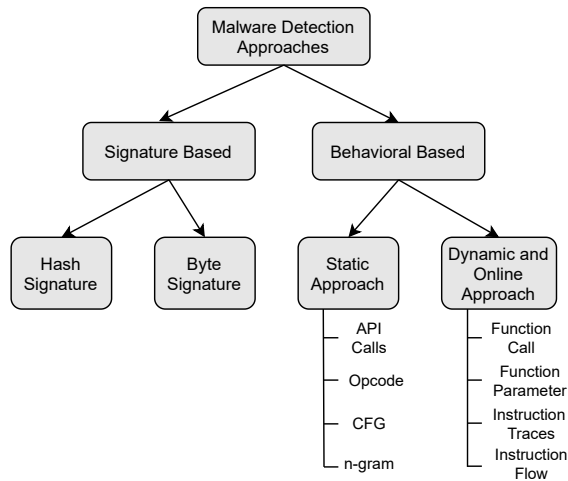 Malware Detection
Approaches
Signature Based
Behavioral Based
Hash
Signature
Byte
Signature
Static
Approach
Dynamic and
Online
Approach
API
Calls
Opcode
CFG
n-gram
Function
Call
Function
Parameter
Instruction
Traces
Instruction
Flow